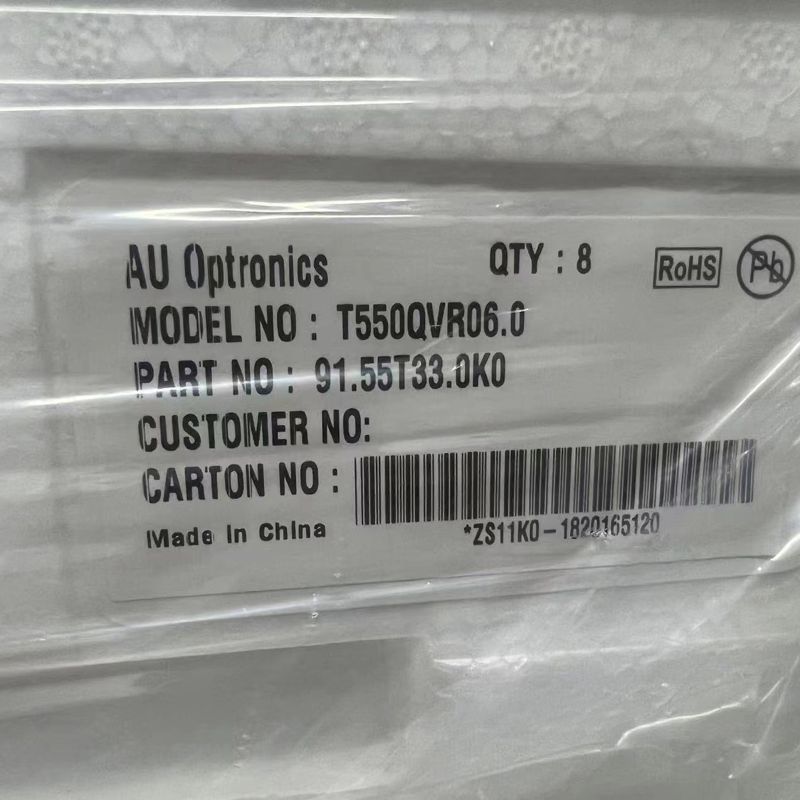 AU Optronics QTY : 8 RoHS Pb
MODEL NO : T550QVR06.0
PART NO : 91.55T33.0K0
CUSTOMER NO:
CARTON NO :
*ZS11K0-1820165120
Made in China